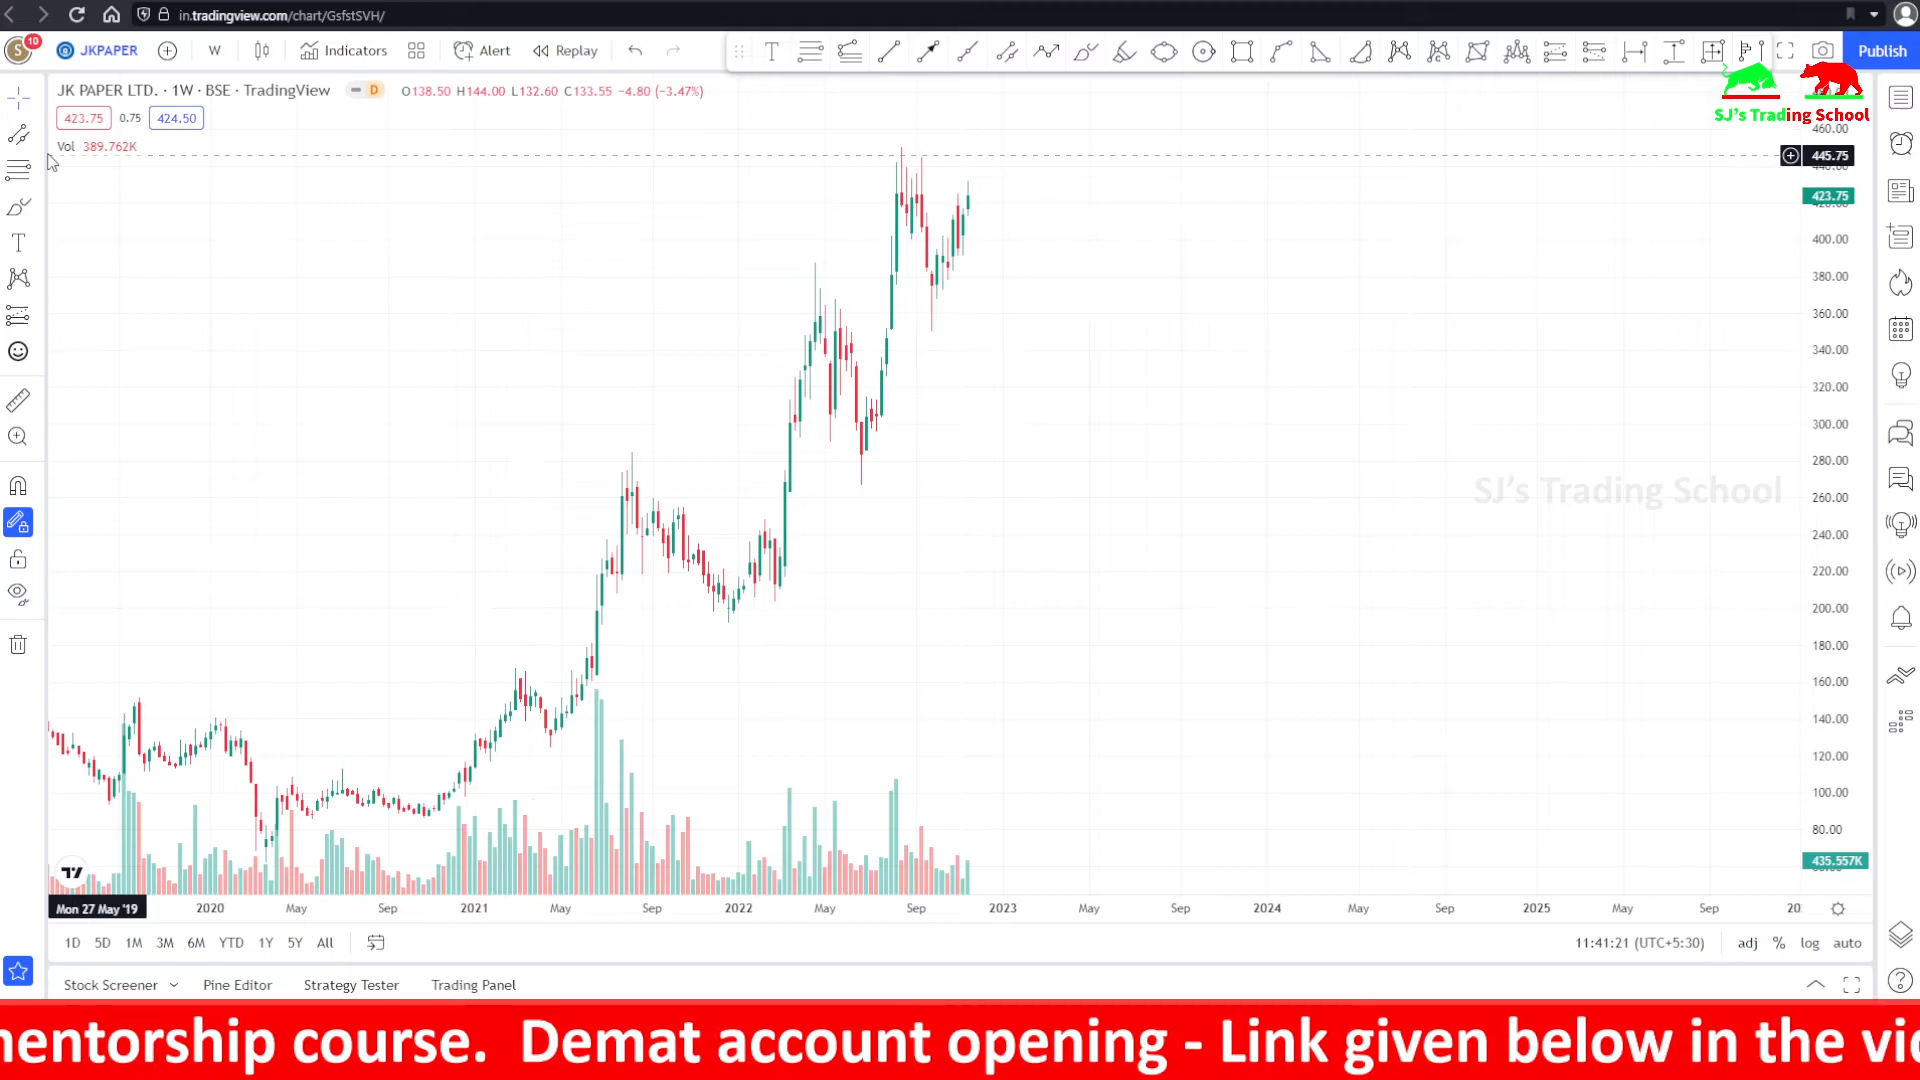 in.tradingview.com/chart/GsfstSVH/
S
10
JKPAPER
W
Indicators
Alert
Replay
Publish
JK PAPER LTD. · 1W · BSE · TradingView
D
O138.50 H144.00 L132.60 C133.55 −4.80 (−3.47%)
SJ's Trading School
423.75
0.75
424.50
Vol 389.762K
460.00
445.75
423.75
400.00
380.00
360.00
340.00
320.00
300.00
280.00
260.00
240.00
220.00
200.00
180.00
160.00
140.00
120.00
100.00
80.00
435.557K
SJ's Trading School
Mon 27 May '19
2020
May
Sep
2021
May
Sep
2022
May
Sep
2023
May
Sep
2024
May
Sep
2025
May
Sep
1D
5D
1M
3M
6M
YTD
1Y
5Y
All
11:41:21 (UTC+5:30)
adj
%
log
auto
Stock Screener
Pine Editor
Strategy Tester
Trading Panel
mentorship course. Demat account opening - Link given below in the vi